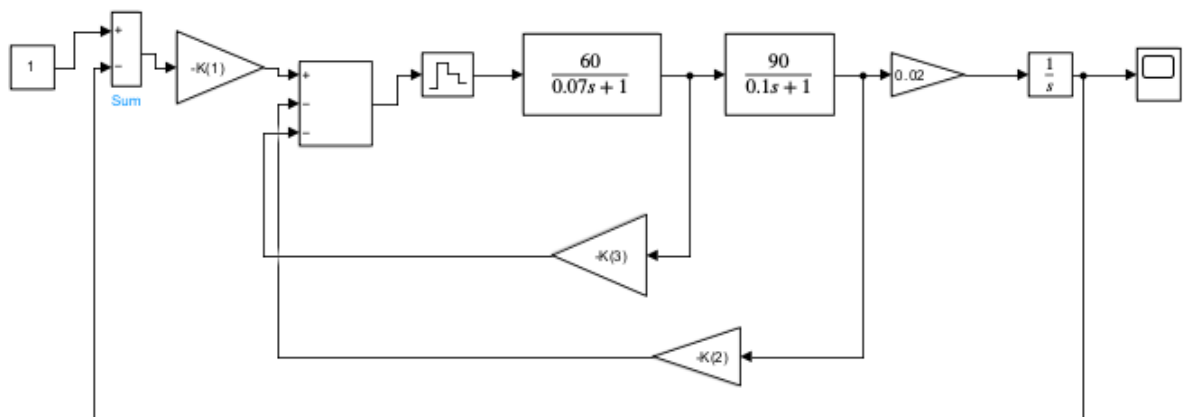 1
+
−
Sum
-K(1)
+
−
−
60
0.07s + 1
90
0.1s + 1
0.02
1
s
-K(3)
-K(2)